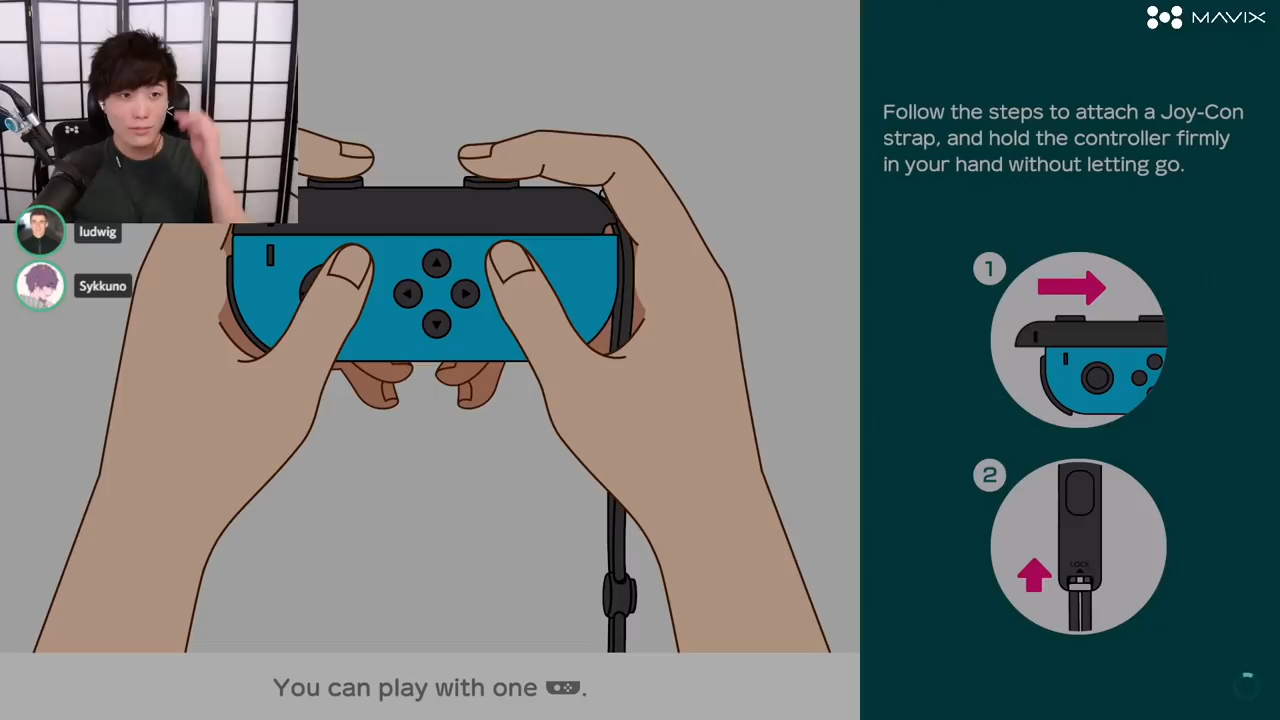 MAVIX
Follow the steps to attach a Joy-Con
strap, and hold the controller firmly
in your hand without letting go.
ludwig
1
Sykkuno
2
LOCK
You can play with one .